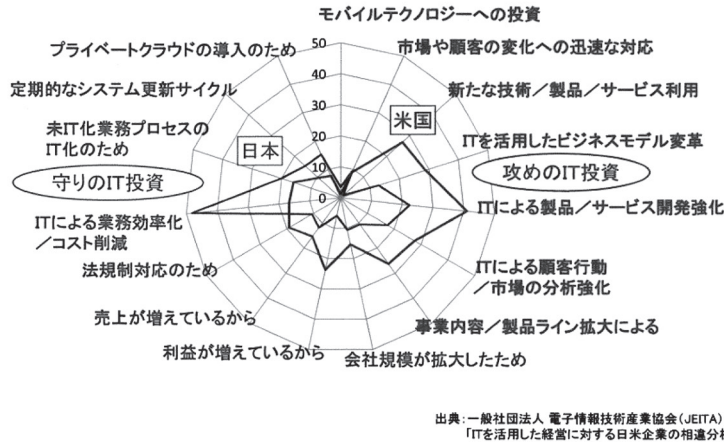 モバイルテクノロジーへの投資
プライベートクラウドの導入のため
50
市場や顧客の変化への迅速な対応
定期的なシステム更新サイクル
40
新たな技術／製品／サービス利用
30
未IT化業務プロセスの
IT化のため
日本
20
米国
ITを活用したビジネスモデル変革
守りのIT投資
10
攻めのIT投資
0
ITによる業務効率化
／コスト削減
ITによる製品／サービス開発強化
法規制対応のため
ITによる顧客行動
／市場の分析強化
売上が増えているから
事業内容／製品ライン拡大による
利益が増えているから
会社規模が拡大したため
出典：一般社団法人 電子情報技術産業協会（JEITA）
「ITを活用した経営に対する日米企業の相違分